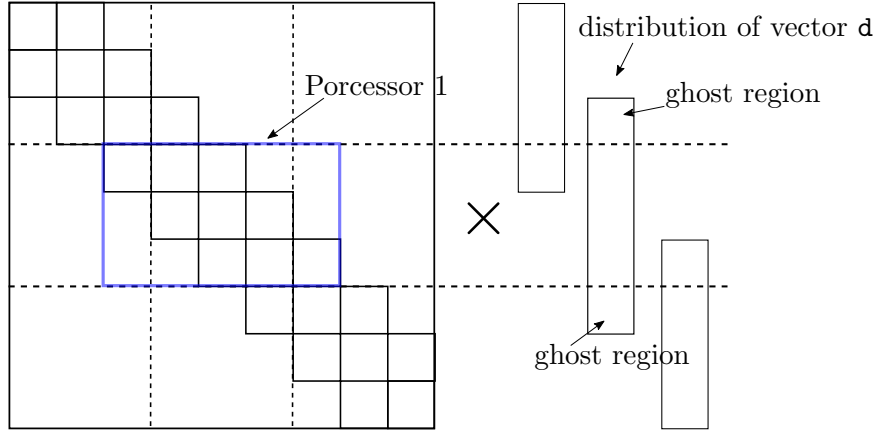 distribution of vector d
Porcessor 1
ghost region
ghost region